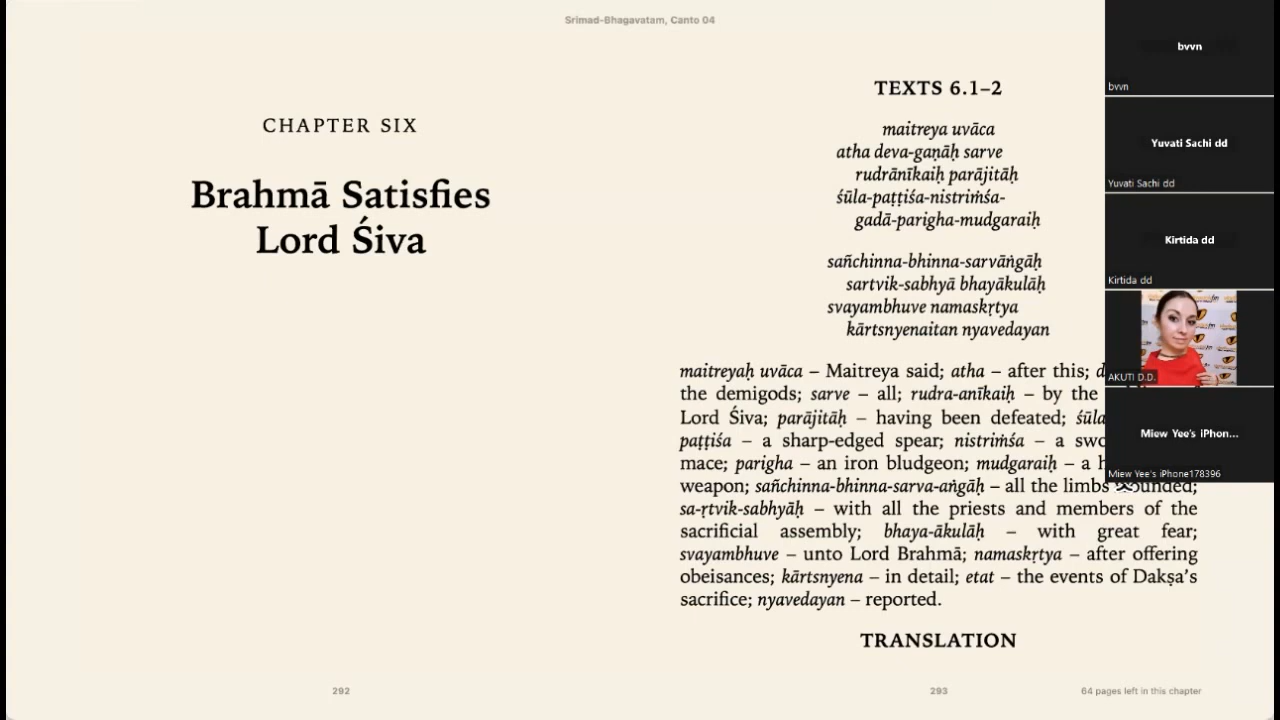 Srimad-Bhagavatam, Canto 04
CHAPTER SIX
Brahmā Satisfies
Lord Śiva
292
TEXTS 6.1–2
maitreya uvāca
atha deva-gaṇāḥ sarve
rudrānīkaiḥ parājitāḥ
śūla-paṭṭiśa-nistriṁśa-
gadā-parigha-mudgaraiḥ
sañchinna-bhinna-sarvāṅgāḥ
sartvik-sabhyā bhayākulāḥ
svayambhuve namaskṛtya
kārtsnyenaitan nyavedayan
maitreyaḥ uvāca – Maitreya said; atha – after this;
the demigods; sarve – all; rudra-anīkaiḥ – by the
Lord Śiva; parājitāḥ – having been defeated; śūla
paṭṭiśa – a sharp-edged spear; nistriṁśa – a
mace; parigha – an iron bludgeon; mudgaraiḥ – a
weapon; sañchinna-bhinna-sarva-aṅgāḥ – all the limbs
sa-ṛtvik-sabhyāḥ – with all the priests and members of the
sacrificial assembly; bhaya-ākulāḥ – with great fear;
svayambhuve – unto Lord Brahmā; namaskṛtya – after offering
obeisances; kārtsnyena – in detail; etat – the events of Dakṣa's
sacrifice; nyavedayan – reported.
TRANSLATION
293
64 pages left in this chapter
bvvn
bvvn
Yuvati Sachi dd
Yuvati Sachi dd
Kirtida dd
Kirtida dd
AKUTI D.D.
Miew Yee's iPhon...
Miew Yee's iPhone178396